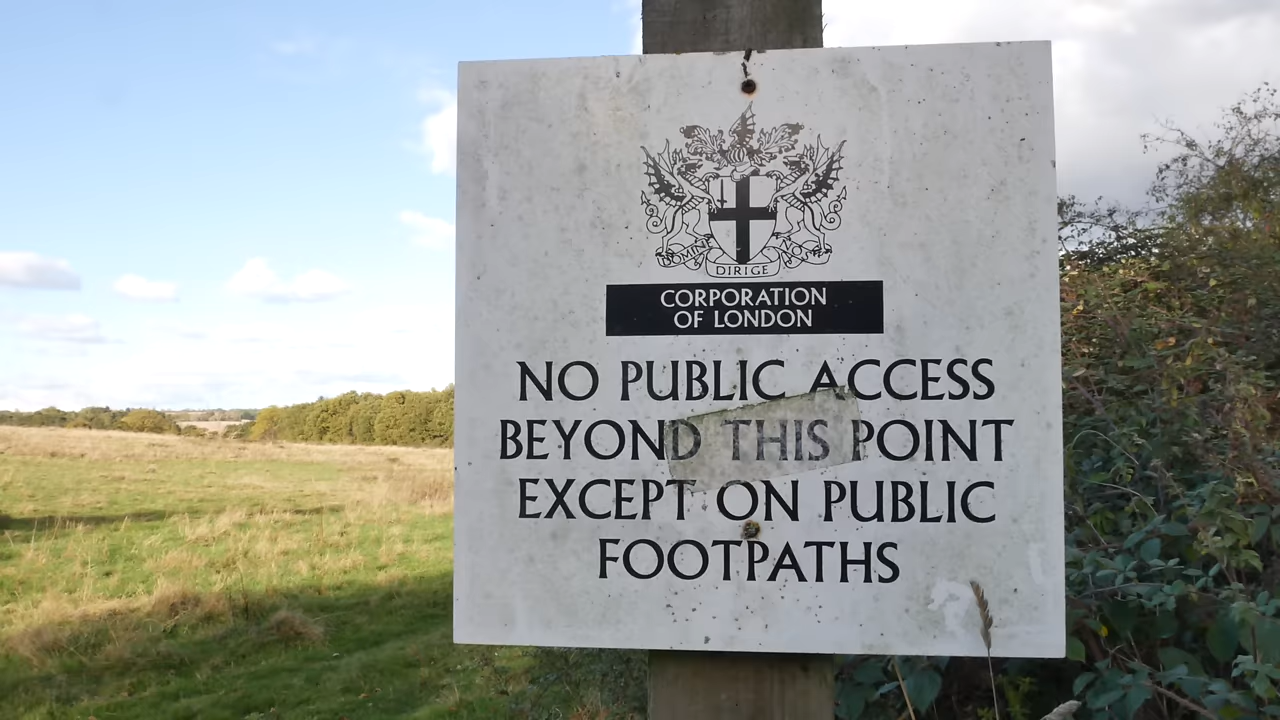 DOMINE DIRIGE NOS
CORPORATION
OF LONDON
NO PUBLIC ACCESS
BEYOND THIS POINT
EXCEPT ON PUBLIC
FOOTPATHS